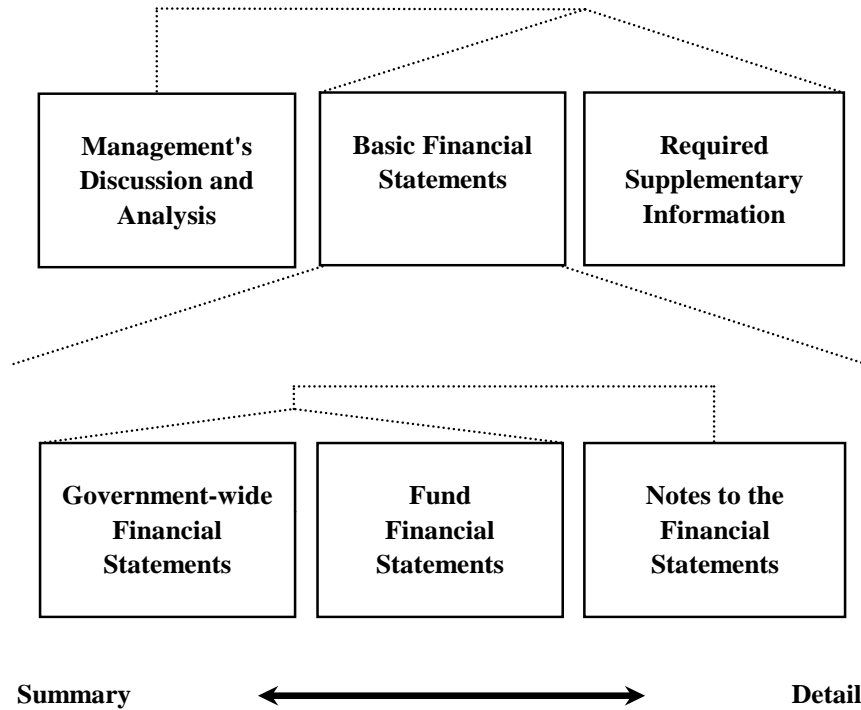 Management's
Discussion and
Analysis
Basic Financial
Statements
Required
Supplementary
Information
Government-wide
Financial
Statements
Fund
Financial
Statements
Notes to the
Financial
Statements
Summary
Detail